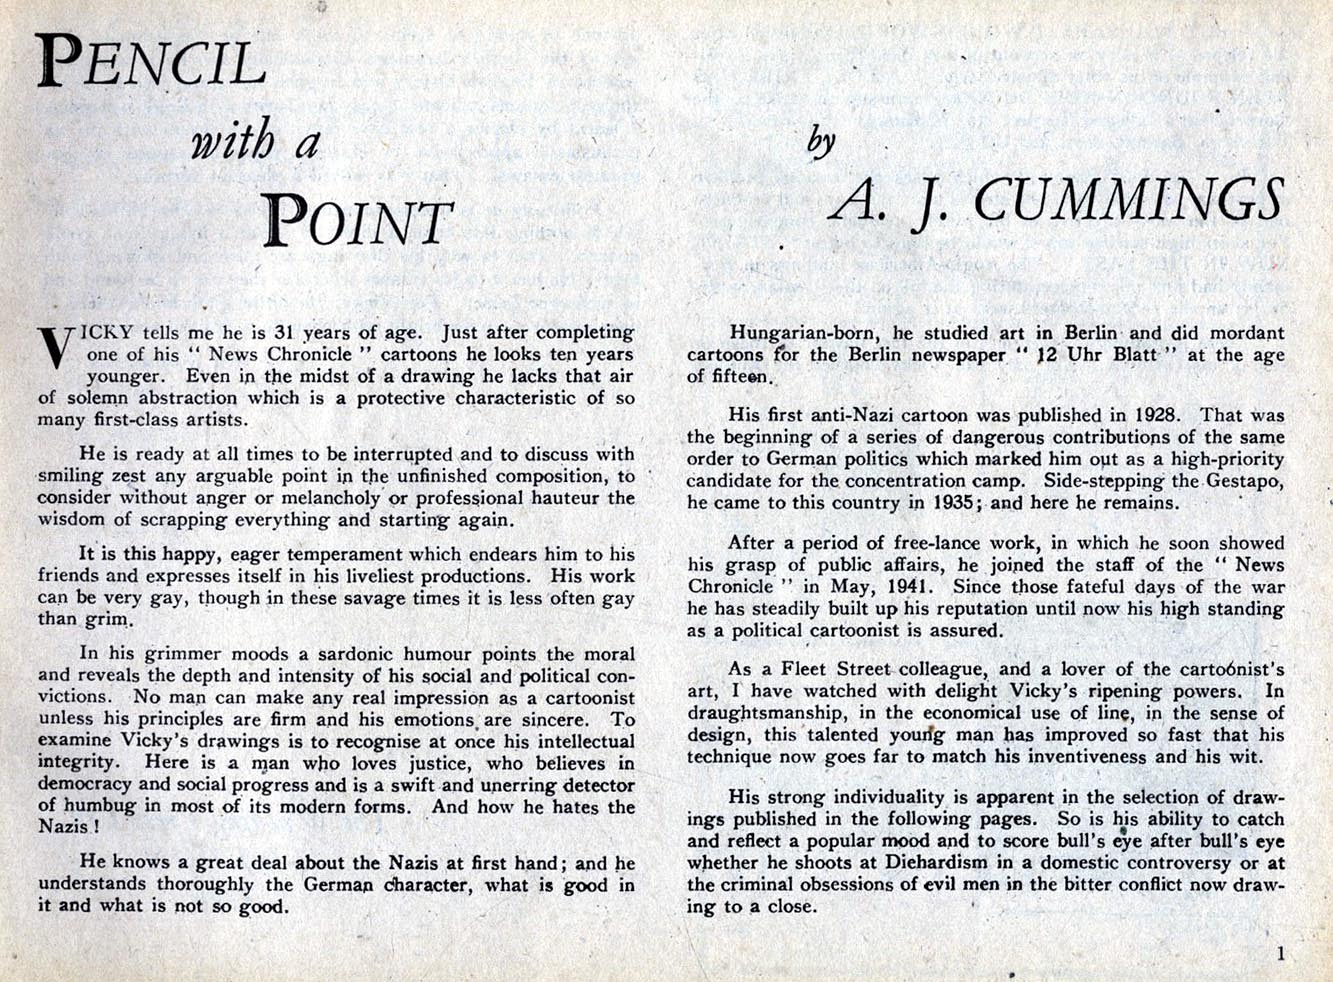 PENCIL
with a
POINT
by
A. J. CUMMINGS
VICKY tells me he is 31 years of age. Just after completing
one of his “ News Chronicle ” cartoons he looks ten years
younger. Even in the midst of a drawing he lacks that air
of solemn abstraction which is a protective characteristic of so
many first-class artists.
He is ready at all times to be interrupted and to discuss with
smiling zest any arguable point in the unfinished composition, to
consider without anger or melancholy or professional hauteur the
wisdom of scrapping everything and starting again.
It is this happy, eager temperament which endears him to his
friends and expresses itself in his liveliest productions. His work
can be very gay, though in these savage times it is less often gay
than grim.
In his grimmer moods a sardonic humour points the moral
and reveals the depth and intensity of his social and political con-
victions. No man can make any real impression as a cartoonist
unless his principles are firm and his emotions are sincere. To
examine Vicky's drawings is to recognise at once his intellectual
integrity. Here is a man who loves justice, who believes in
democracy and social progress and is a swift and unerring detector
of humbug in most of its modern forms. And how he hates the
Nazis !
He knows a great deal about the Nazis at first hand; and he
understands thoroughly the German character, what is good in
it and what is not so good.
Hungarian-born, he studied art in Berlin and did mordant
cartoons for the Berlin newspaper “ 12 Uhr Blatt ” at the age
of fifteen.
His first anti-Nazi cartoon was published in 1928. That was
the beginning of a series of dangerous contributions of the same
order to German politics which marked him out as a high-priority
candidate for the concentration camp. Side-stepping the Gestapo,
he came to this country in 1935; and here he remains.
After a period of free-lance work, in which he soon showed
his grasp of public affairs, he joined the staff of the “ News
Chronicle ” in May, 1941. Since those fateful days of the war
he has steadily built up his reputation until now his high standing
as a political cartoonist is assured.
As a Fleet Street colleague, and a lover of the cartoonist's
art, I have watched with delight Vicky's ripening powers. In
draughtsmanship, in the economical use of line, in the sense of
design, this talented young man has improved so fast that his
technique now goes far to match his inventiveness and his wit.
His strong individuality is apparent in the selection of draw-
ings published in the following pages. So is his ability to catch
and reflect a popular mood and to score bull's eye after bull's eye
whether he shoots at Diehardism in a domestic controversy or at
the criminal obsessions of evil men in the bitter conflict now draw-
ing to a close.
1